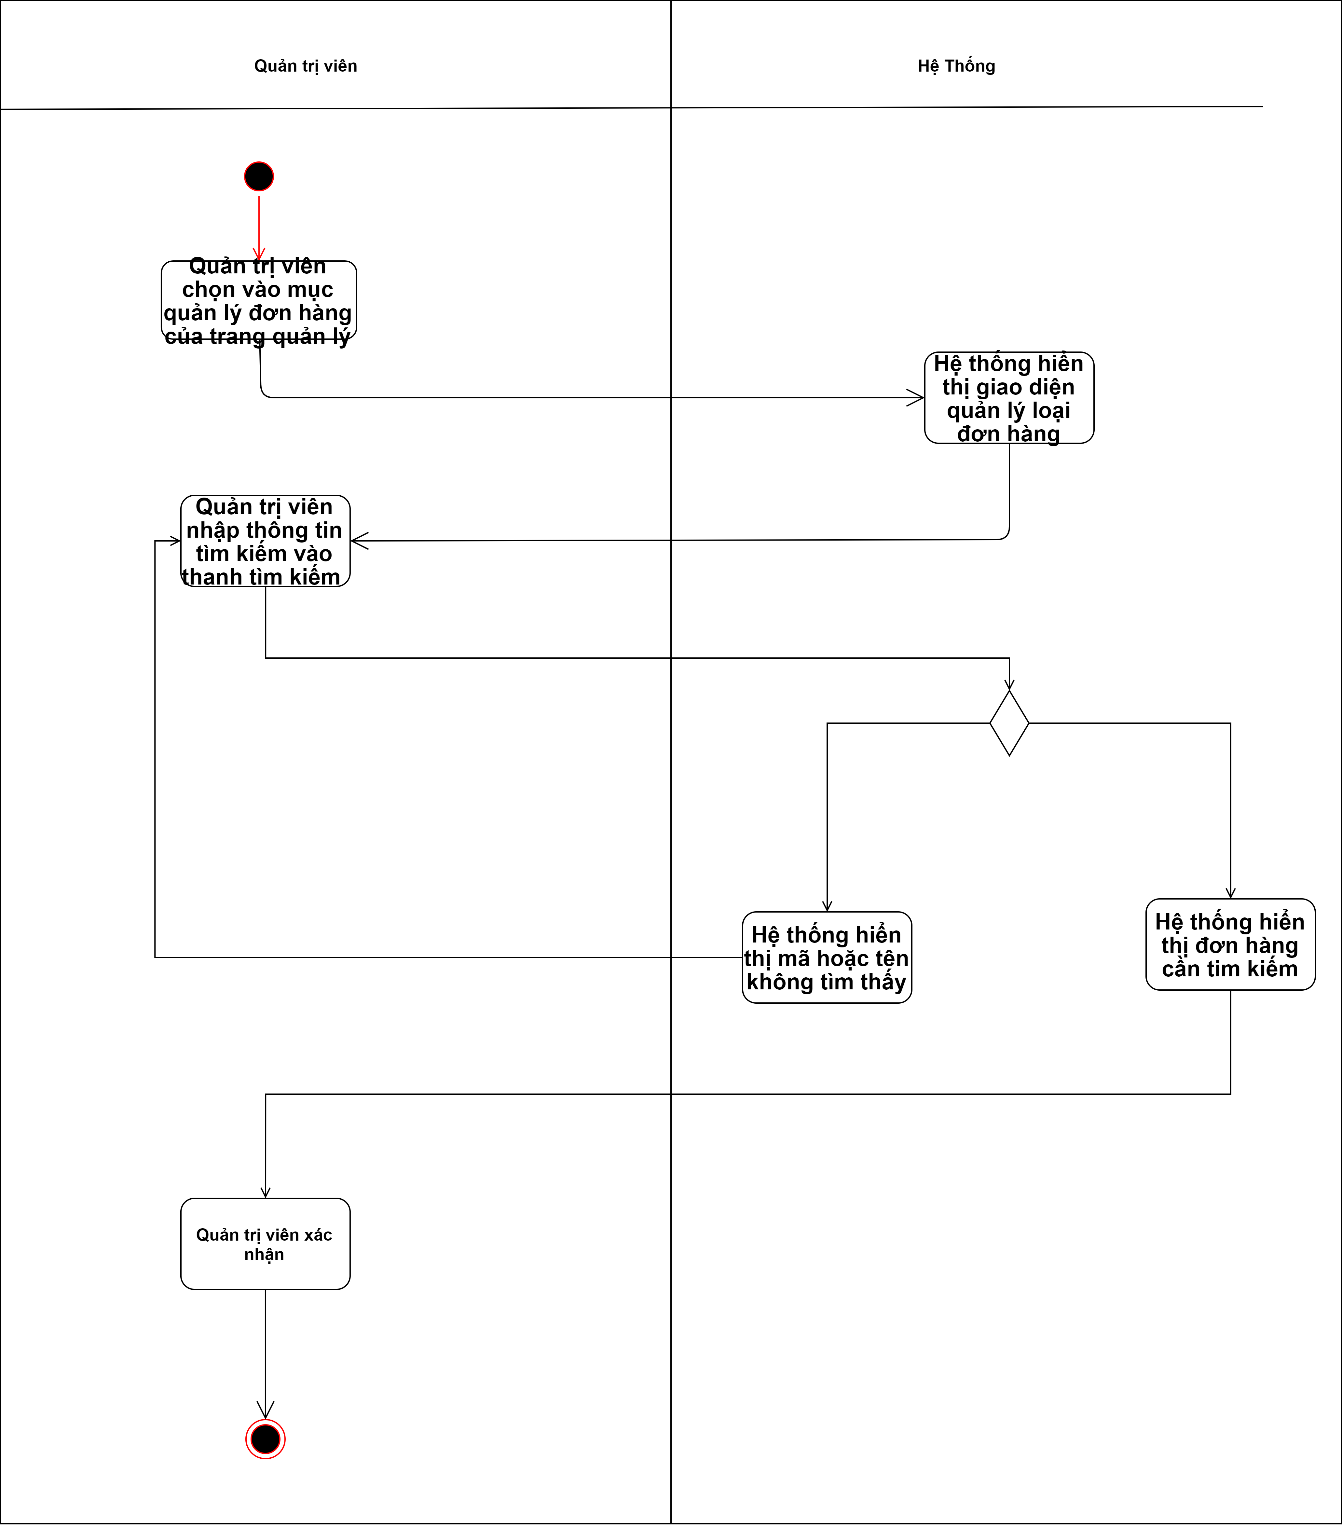 Quản trị viên
Hệ Thống
Quản trị viên
chọn vào mục
quản lý đơn hàng
của trang quản lý
Hệ thống hiển
thị giao diện
quản lý loại
đơn hàng
Quản trị viên
nhập thông tin
tìm kiếm vào
thanh tìm kiếm
Hệ thống hiển
thị mã hoặc tên
không tìm thấy
Hệ thống hiển
thị đơn hàng
cần tim kiếm
Quản trị viên xác
nhận